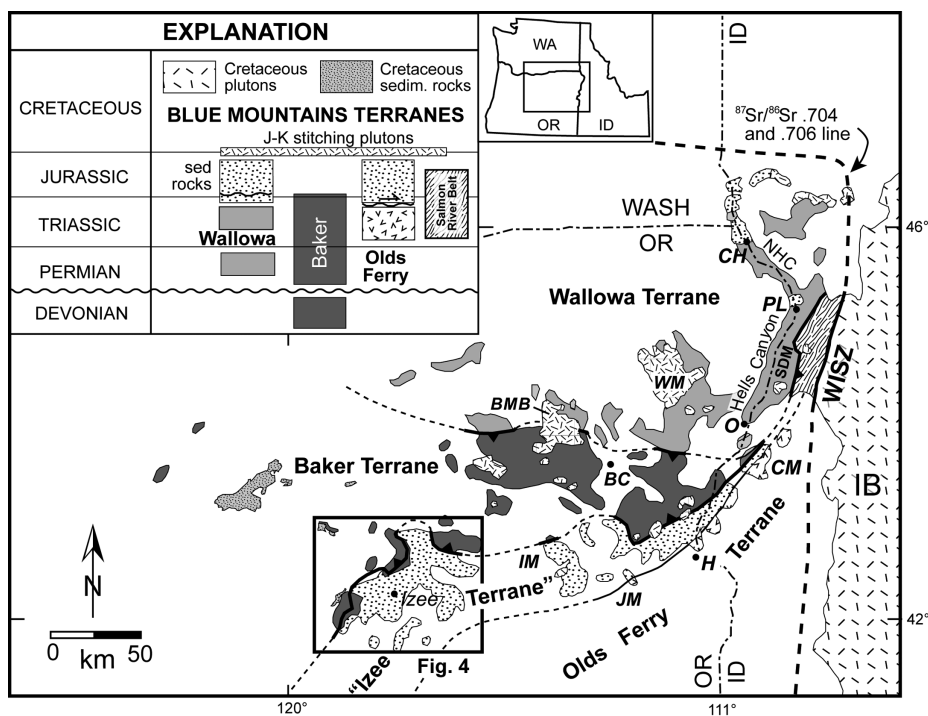 EXPLANATION
CRETACEOUS
Cretaceous
plutons
Cretaceous
sedim. rocks
BLUE MOUNTAINS TERRANES
J-K stitching plutons
JURASSIC
sed
rocks
TRIASSIC
Wallowa
Baker
Olds
Ferry
Salmon
River Belt
PERMIAN
DEVONIAN
WA
OR
ID
ID
87Sr/86Sr .704
and .706 line
WASH
OR
46°
CH
NHC
Wallowa Terrane
PL
Hells Canyon
SDM
WISZ
WM
BMB
O
Baker Terrane
BC
CM
IB
N
IM
H
Terrane
Izee
Terrane”
JM
42°
Olds Ferry
0 km 50
“Izee
Fig. 4
OR
ID
120°
111°